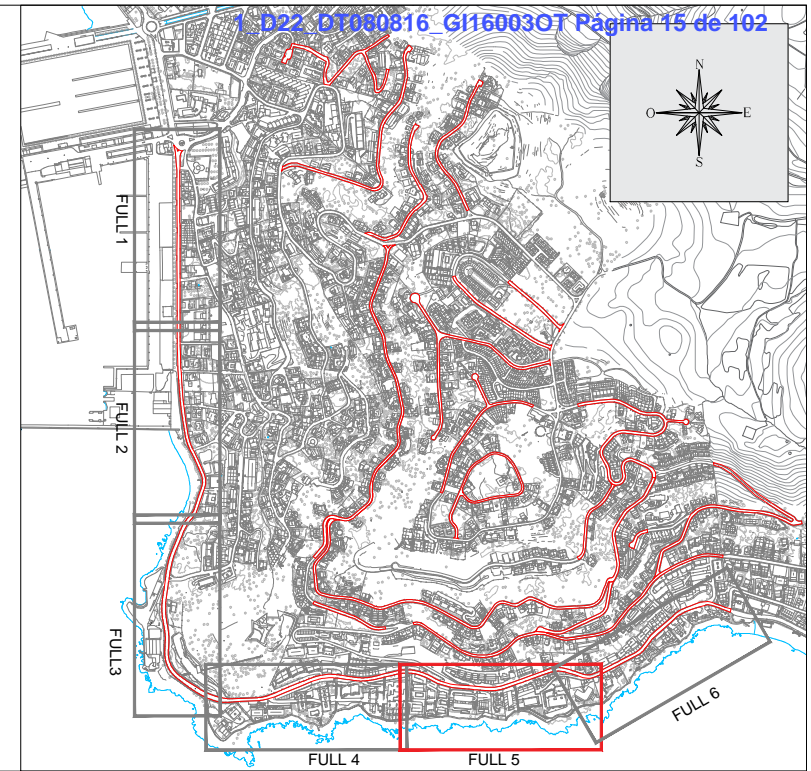 1_D22_DT080816_GI16003OT Página 15 de 102
N
O
E
S
FULL 1
FULL 2
FULL3
FULL 4
FULL 5
FULL 6